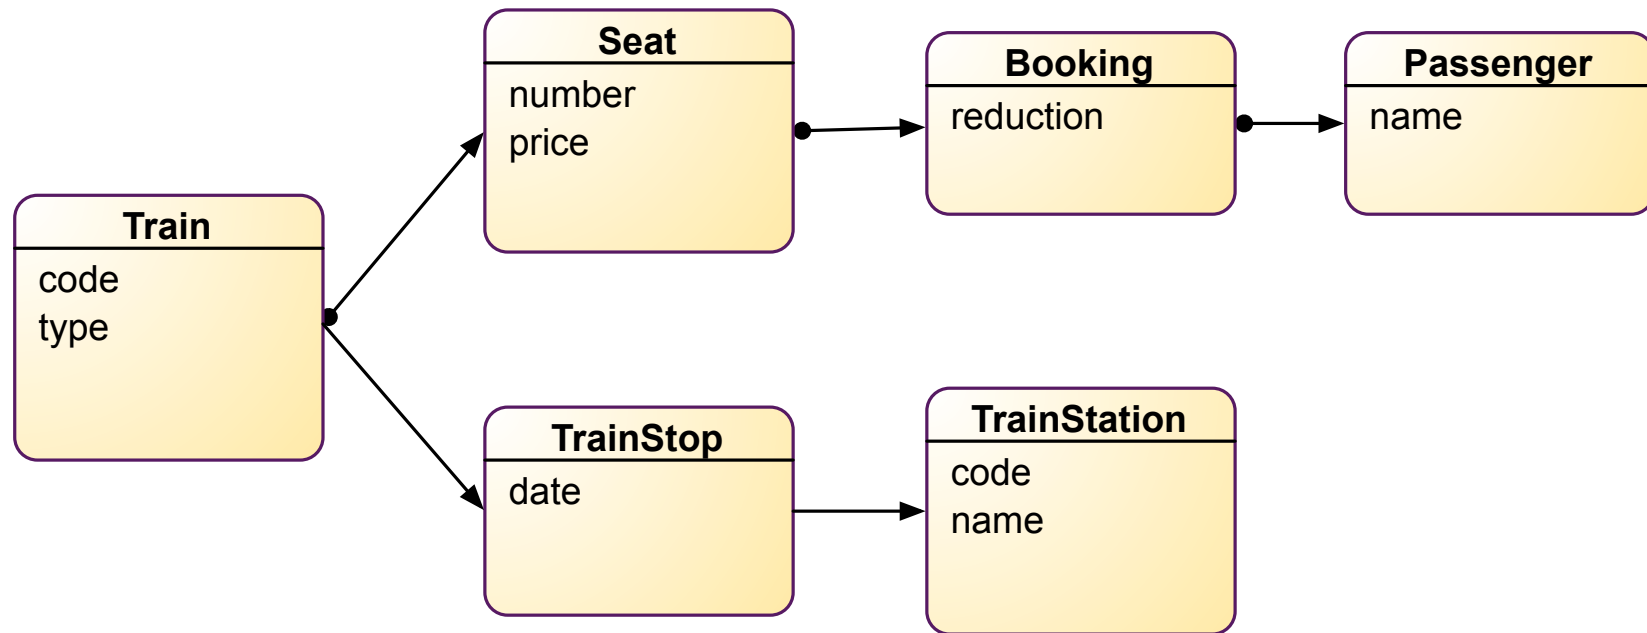 Train
code
type
Seat
number
price
Booking
reduction
Passenger
name
TrainStop
date
TrainStation
code
name